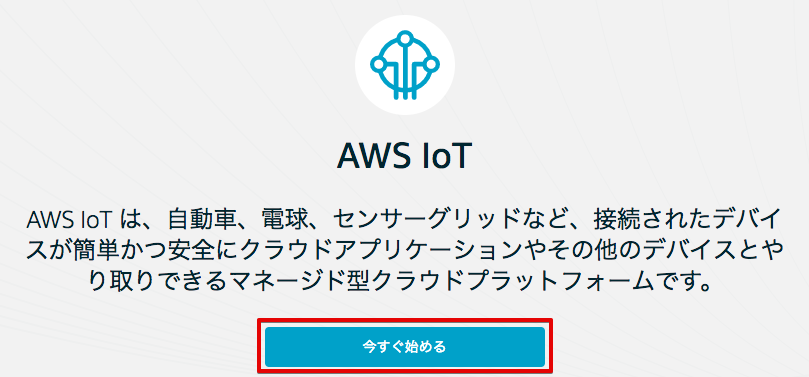 AWS IoT
AWS IoT は、自動車、電球、センサーグリッドなど、接続されたデバイ
スが簡単かつ安全にクラウドアプリケーションやその他のデバイスとや
り取りできるマネージド型クラウドプラットフォームです。
今すぐ始める